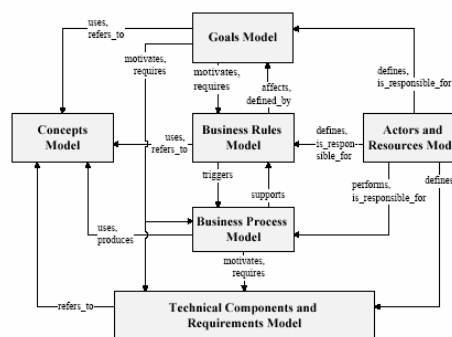 uses,
refers_to
Goals Model
motivates,
requires
motivates,
requires
affects,
defined_by
defines,
is_responsible_for
Concepts
Model
uses,
refers_to
Business Rules
Model
defines,
is_respon
sible_for
Actors and
Resources Mod
triggers
supports
performs,
is_responsible_for
defines
uses,
produces
Business Process
Model
motivates,
requires
refers_to
Technical Components and
Requirements Model